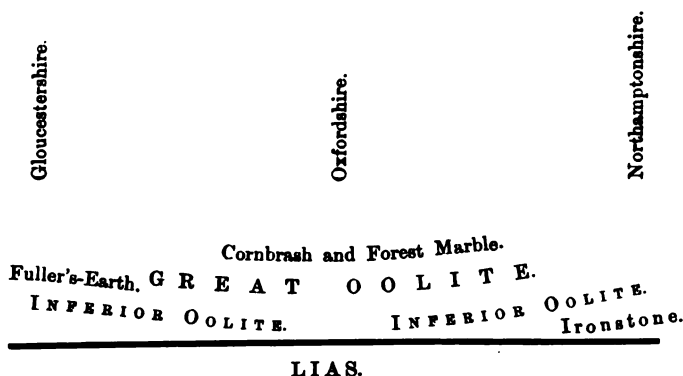 Gloucestershire.
Oxfordshire.
Northamptonshire.
Cornbrash and Forest Marble.
Fuller's-Earth. GREAT OOLITE.
INFERIOR OOLITE. INFERIOR OOLITE.
Ironstone.
LIAS.